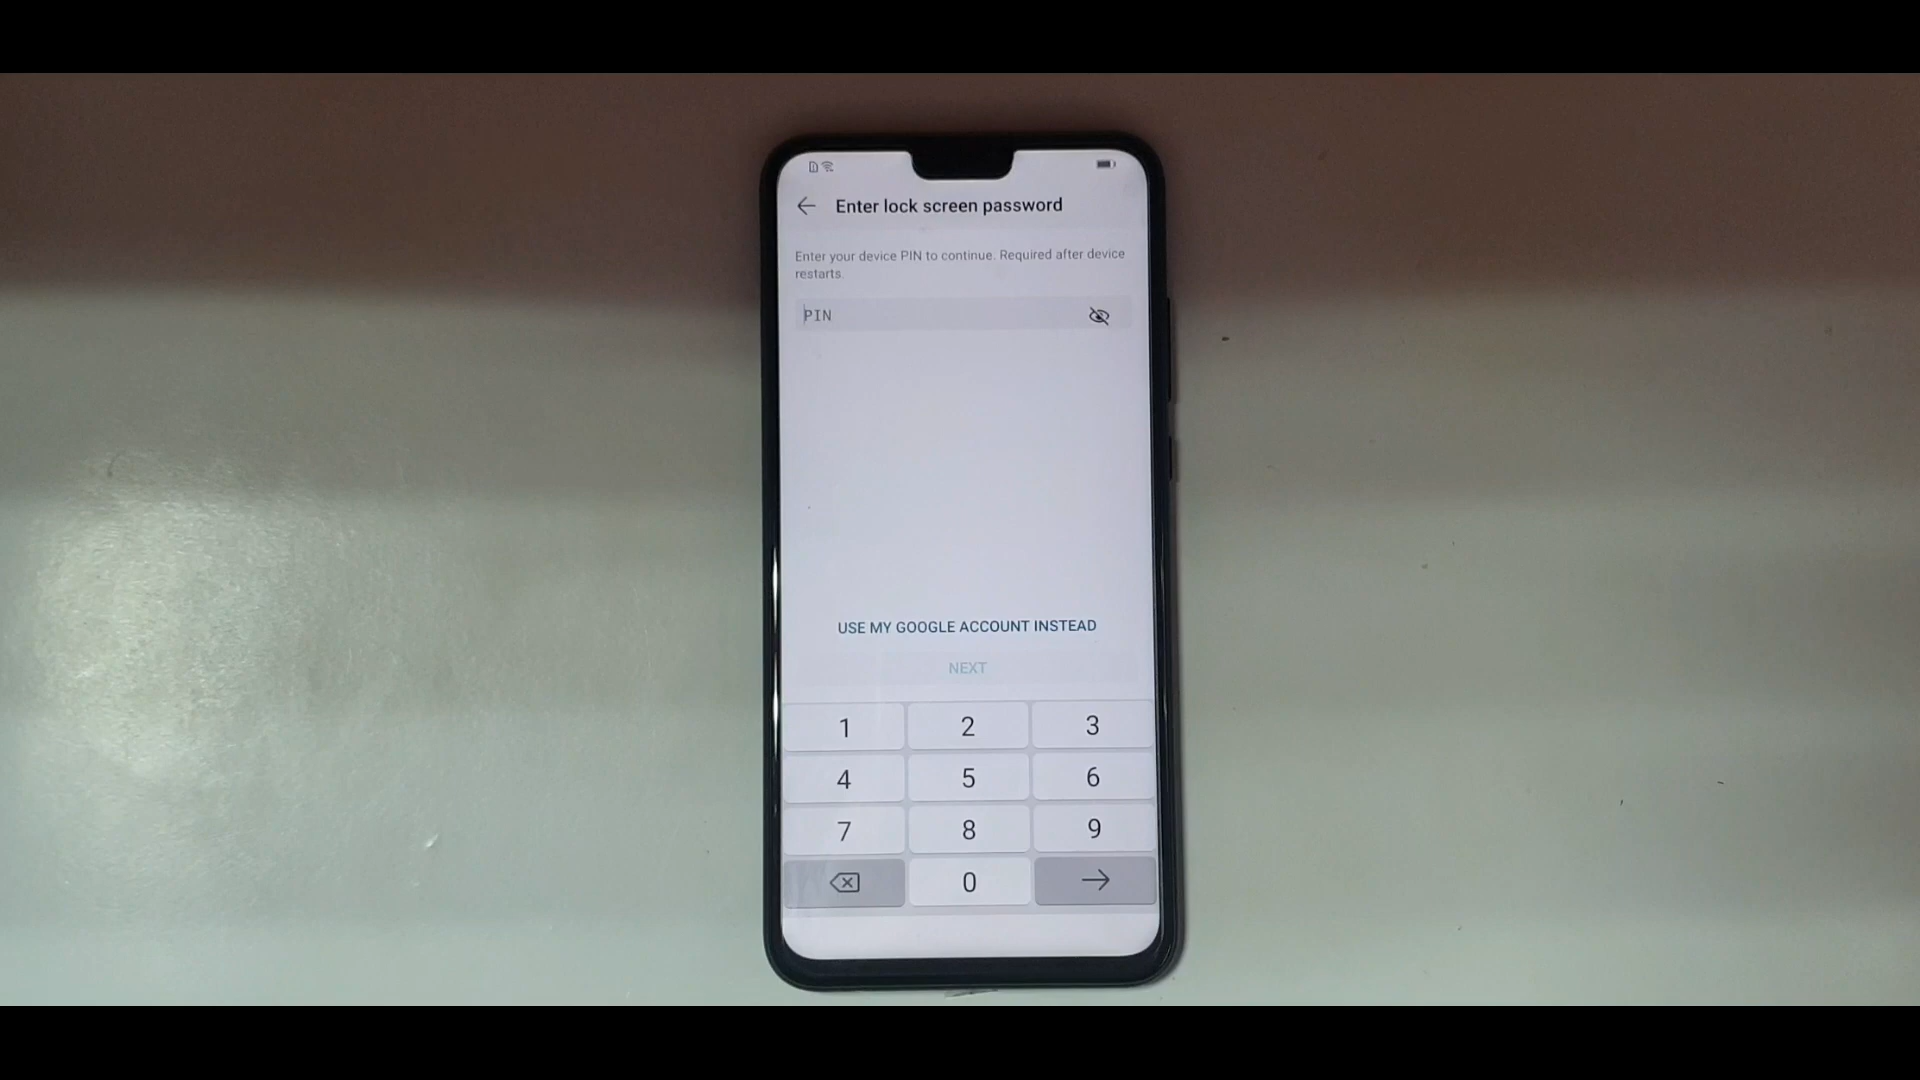 Enter lock screen password
Enter your device PIN to continue. Required after device
restarts.
PIN
USE MY GOOGLE ACCOUNT INSTEAD
NEXT
1 2 3
4 5 6
7 8 9
0